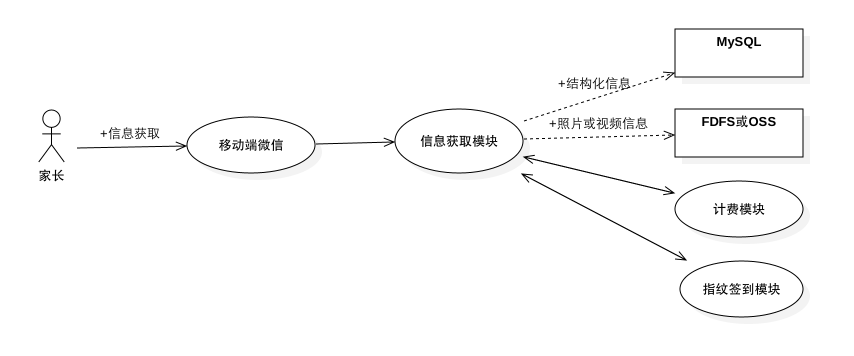 MySQL
+结构化信息
+信息获取
+照片或视频信息
FDFS或OSS
移动端微信
信息获取模块
家长
计费模块
指纹签到模块